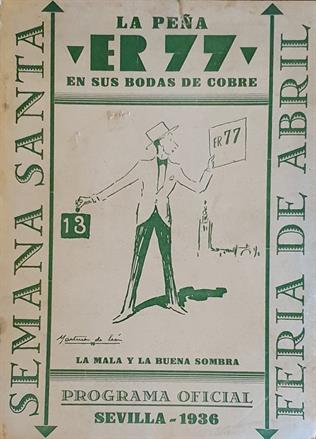 LA PEÑA
ER 77
EN SUS BODAS DE COBRE
SEMANA SANTA
FERIA DE ABRIL
ER 77
13
Martínez de León
LA MALA Y LA BUENA SOMBRA
PROGRAMA OFICIAL
SEVILLA - 1936